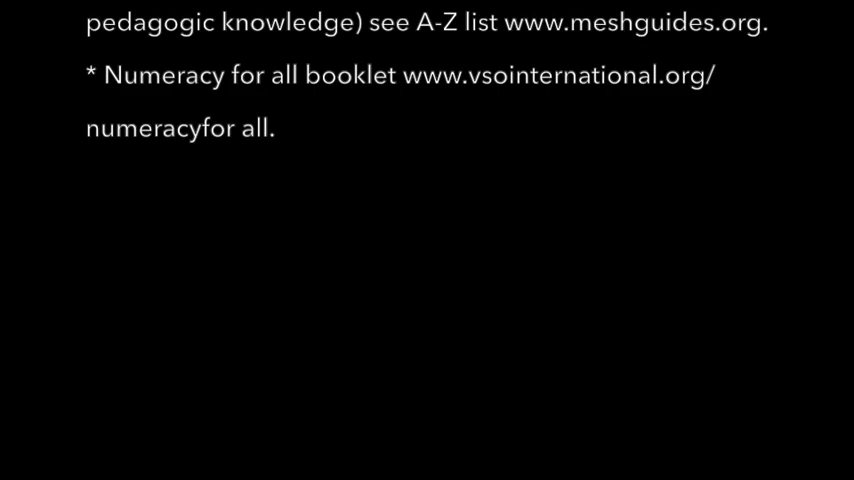 pedagogic knowledge) see A-Z list www.meshguides.org.
* Numeracy for all booklet www.vsointernational.org/
numeracyfor all.